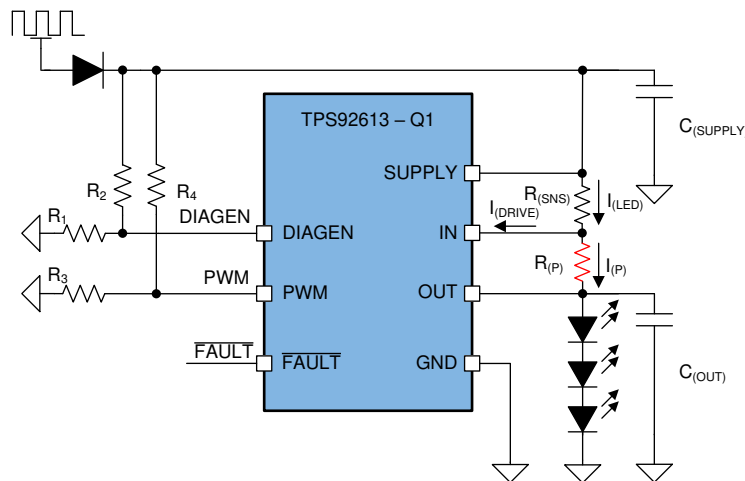 TPS92613 – Q1
SUPPLY
C(SUPPLY)
R2
R4
R(SNS)
I(LED)
I(DRIVE)
R1
DIAGEN
DIAGEN
IN
R(P)
I(P)
R3
PWM
PWM
OUT
FAULT
FAULT
GND
C(OUT)